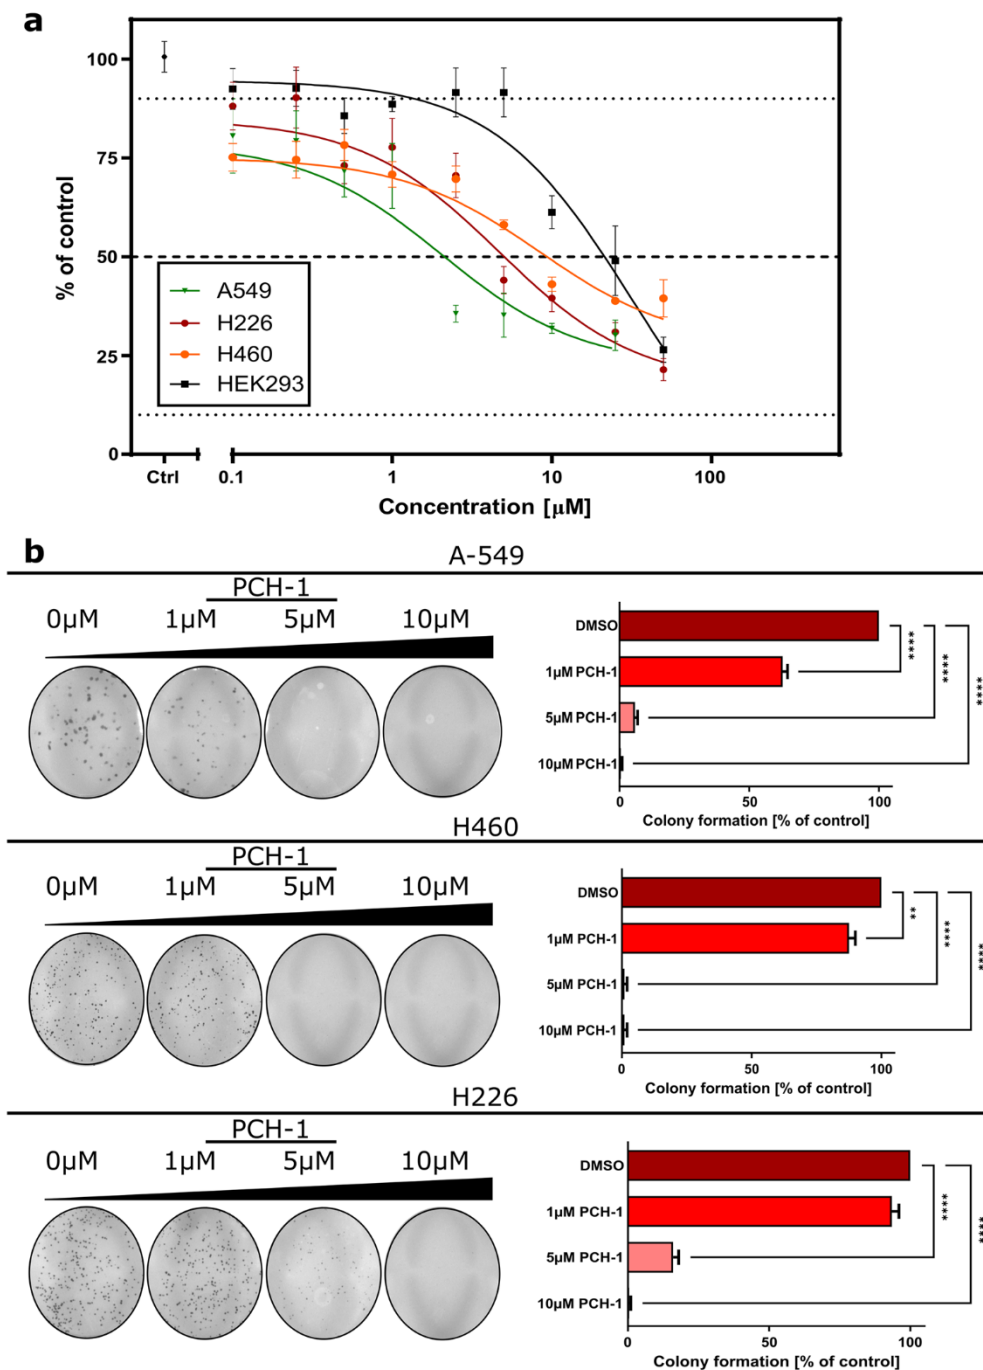 a
100
75
50
25
0
% of control
A549
H226
H460
HEK293
Ctrl 0.1 1 10 100
Concentration [μM]
b
A-549
PCH-1
0μM 1μM 5μM 10μM
DMSO
1μM PCH-1
5μM PCH-1
10μM PCH-1
****
****
****
0 50 100
Colony formation [% of control]
H460
PCH-1
0μM 1μM 5μM 10μM
DMSO
1μM PCH-1
5μM PCH-1
10μM PCH-1
**
****
****
0 50 100
Colony formation [% of control]
H226
PCH-1
0μM 1μM 5μM 10μM
DMSO
1μM PCH-1
5μM PCH-1
10μM PCH-1
****
****
0 50 100
Colony formation [% of control]